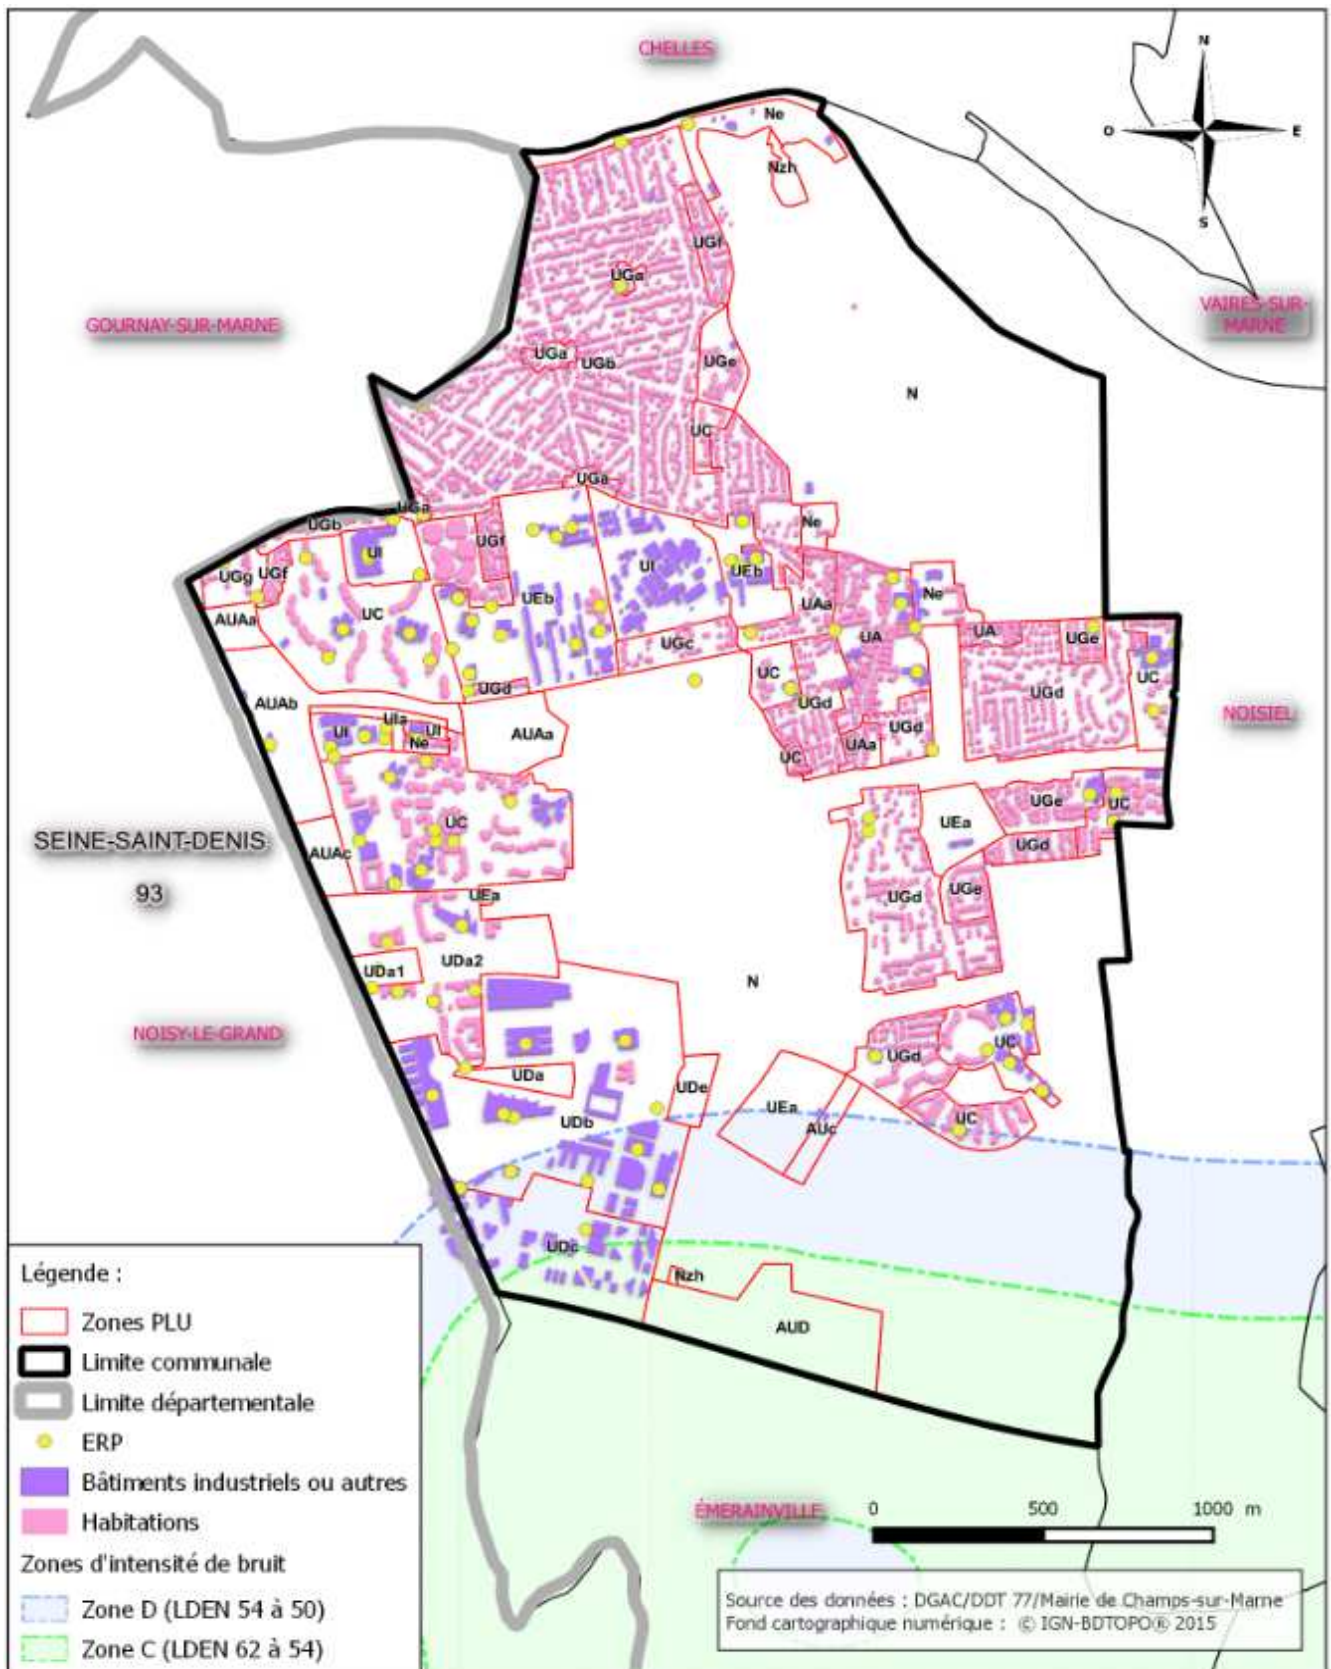 CHELLES
N
O
E
S
Ne
Nzh
UGf
UGa
GOURNAY-SUR-MARNE
VAIRES-SUR-
MARNE
UGa
UGb
UGe
N
UC
UGa
UGa
UGb
Ne
UI
UGf
UI
UEb
UGg
UGf
UEb
Ne
AUAa
UC
UAa
UA
UA
UGe
UGc
UC
UGd
UGd
UC
UGd
AUAb
UGd
NOISIEL
UIa
UI
UI
Ne
AUAa
UAa
UC
UGe
UC
UEa
UC
SEINE-SAINT-DENIS
93
AUAc
UGd
UEa
UGd
UGe
UDa2
UDa1
N
NOISY-LE-GRAND
UGd
UC
UDa
UDe
UEa
AUc
UDb
UC
UDc
Nzh
AUD
Légende :
Zones PLU
Limite communale
Limite départementale
ERP
Bâtiments industriels ou autres
Habitations
Zones d'intensité de bruit
Zone D (LDEN 54 à 50)
Zone C (LDEN 62 à 54)
ÉMERAINVILLE
0 500 1000 m
Source des données : DGAC/DDT 77/Mairie de Champs-sur-Marne
Fond cartographique numérique : © IGN-BDTOPO® 2015